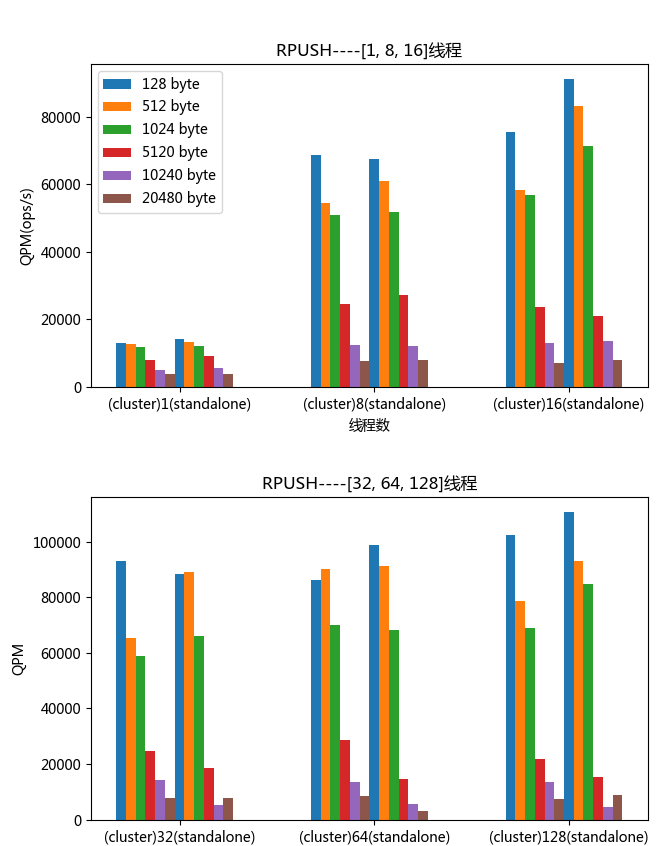 RPUSH----[1, 8, 16]线程
128 byte
512 byte
1024 byte
5120 byte
10240 byte
20480 byte
QPM(ops/s)
80000
60000
40000
20000
0
(cluster)1(standalone)
(cluster)8(standalone)
(cluster)16(standalone)
线程数
RPUSH----[32, 64, 128]线程
QPM
100000
80000
60000
40000
20000
0
(cluster)32(standalone)
(cluster)64(standalone)
(cluster)128(standalone)